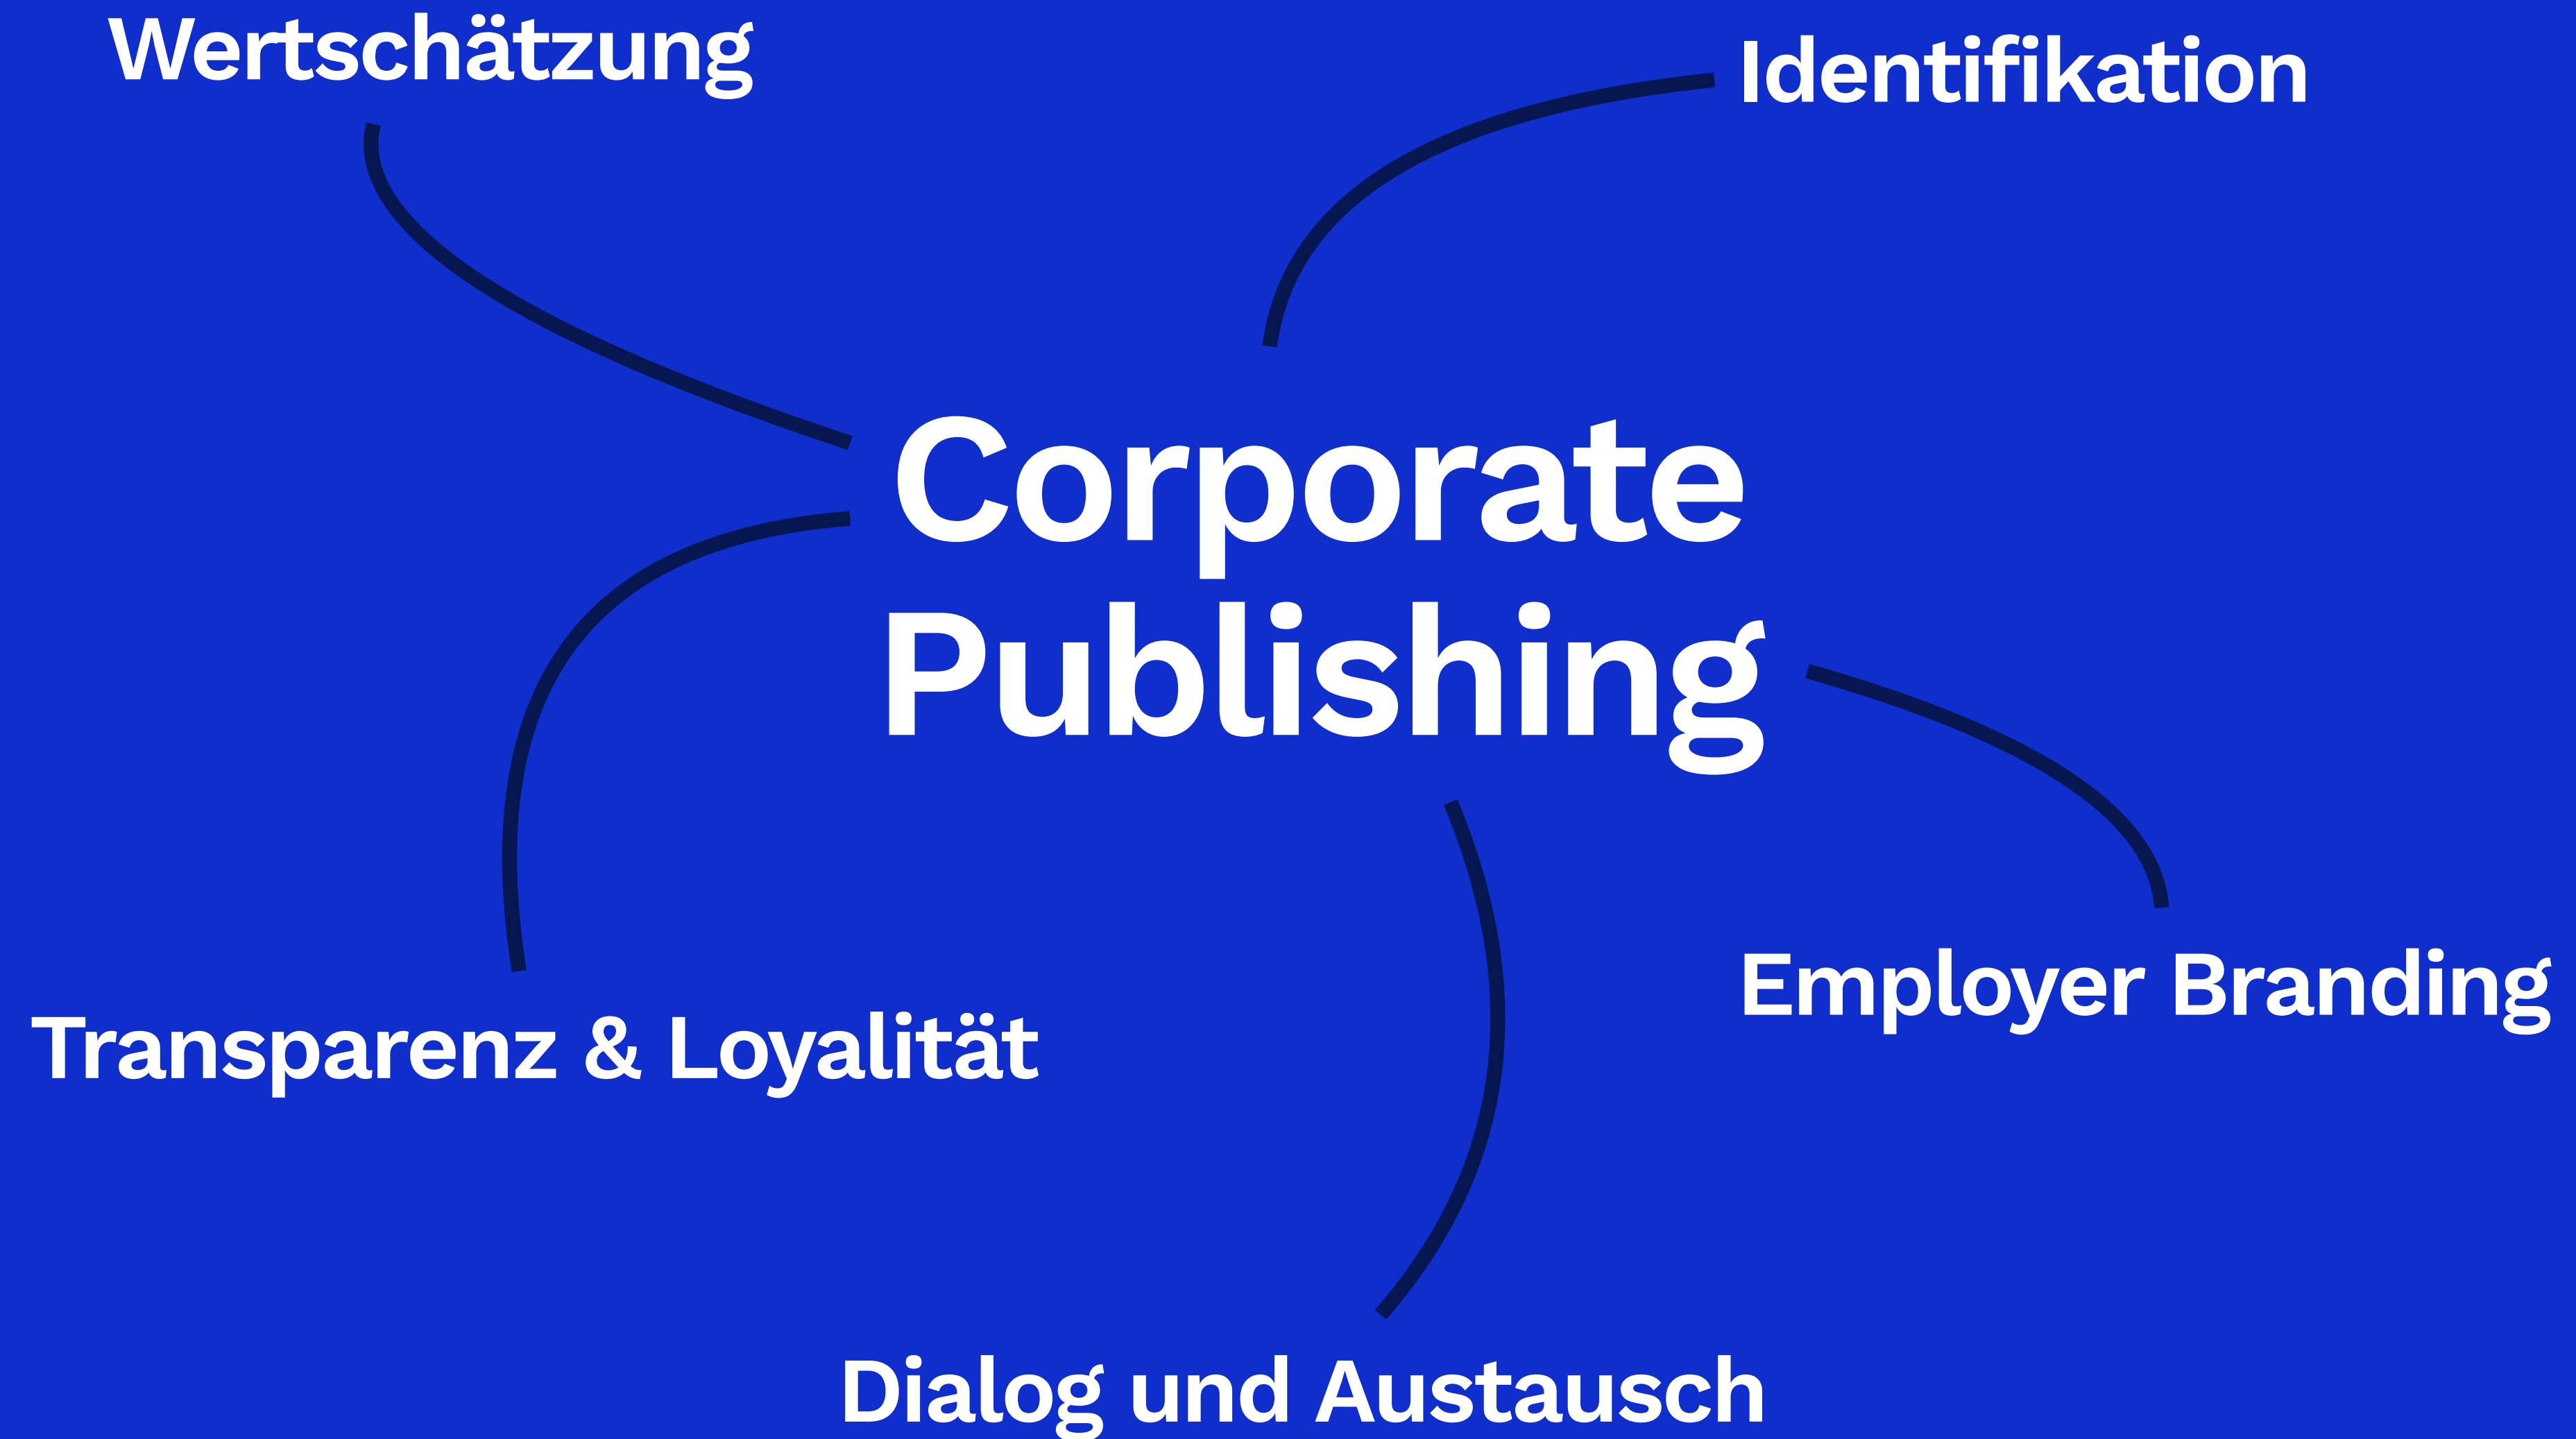 Wertschätzung
Identifikation
Corporate
Publishing
Employer Branding
Transparenz & Loyalität
Dialog und Austausch